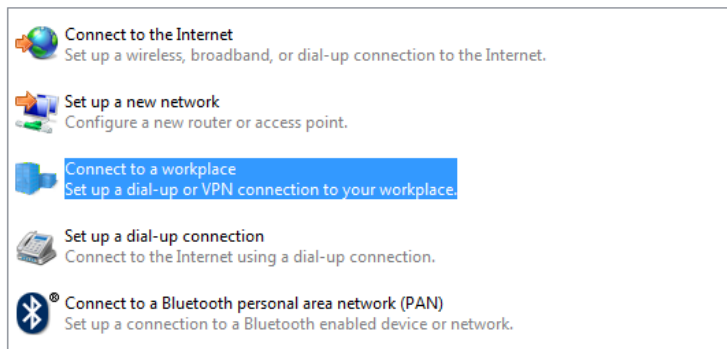 Connect to the Internet
Set up a wireless, broadband, or dial-up connection to the Internet.
Set up a new network
Configure a new router or access point.
Connect to a workplace
Set up a dial-up or VPN connection to your workplace.
Set up a dial-up connection
Connect to the Internet using a dial-up connection.
® Connect to a Bluetooth personal area network (PAN)
Set up a connection to a Bluetooth enabled device or network.